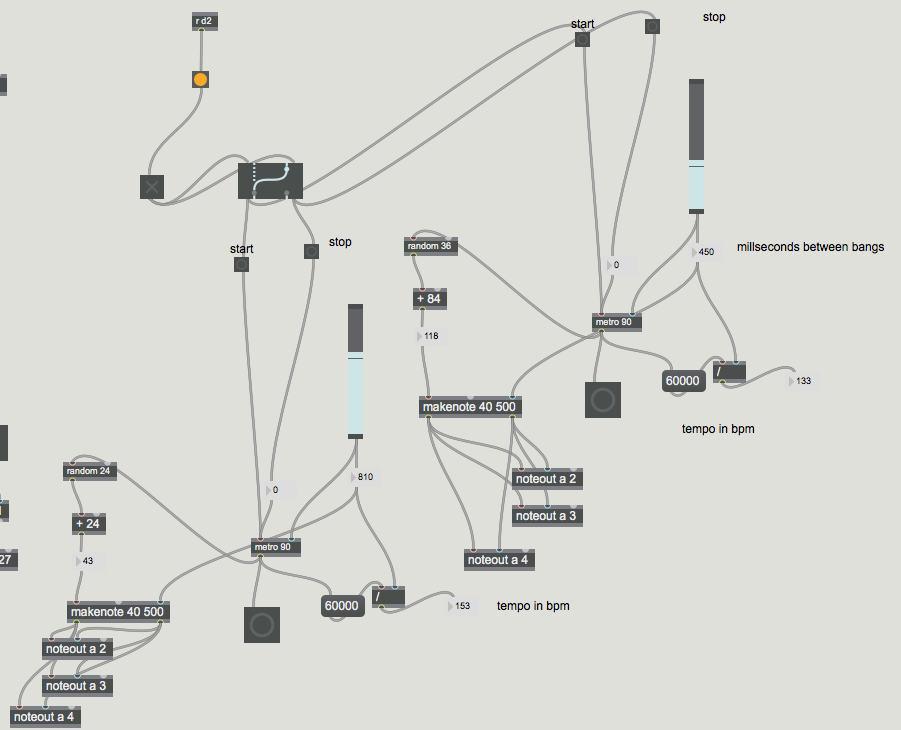 r d2
start
stop
start
stop
random 36
450
millseconds between bangs
0
+ 84
metro 90
118
60000
/
133
makenote 40 500
tempo in bpm
random 24
810
noteout a 2
0
noteout a 3
+ 24
metro 90
27
43
noteout a 4
60000
/
153
tempo in bpm
makenote 40 500
noteout a 2
noteout a 3
noteout a 4